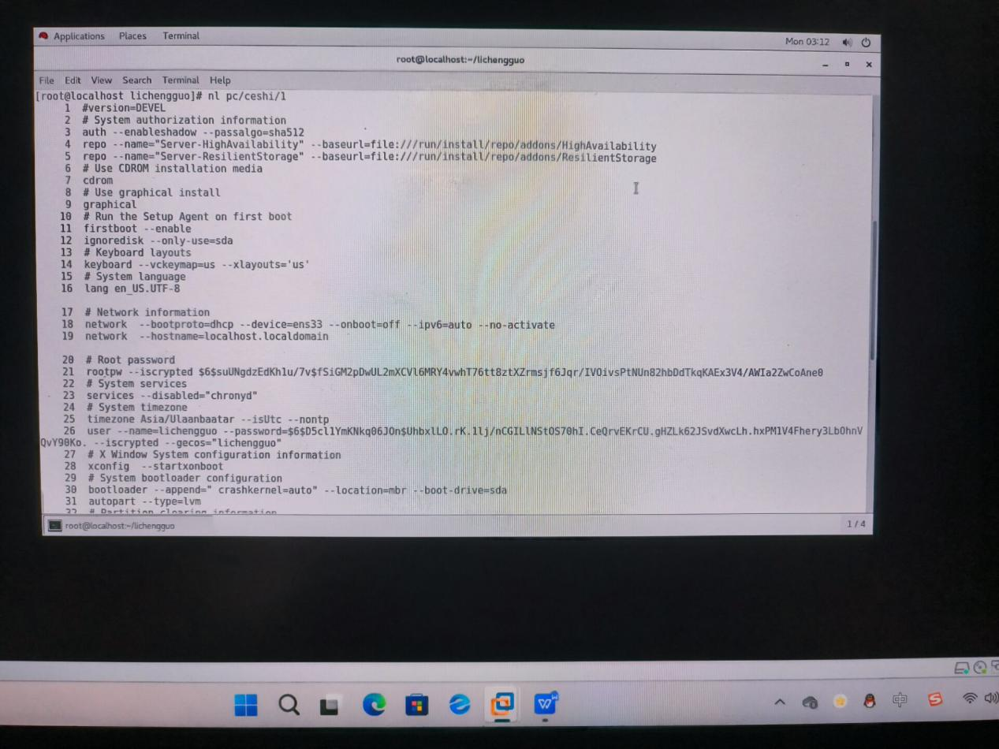 Applications Places Terminal
Mon 03:12
root@localhost:~/lichengguo
File Edit View Search Terminal Help
[root@localhost lichengguo]# nl pc/ceshi/1
1 #version=DEVEL
2 # System authorization information
3 auth --enableshadow --passalgo=sha512
4 repo --name="Server-HighAvailability" --baseurl=file:///run/install/repo/addons/HighAvailability
5 repo --name="Server-ResilientStorage" --baseurl=file:///run/install/repo/addons/ResilientStorage
6 # Use CDROM installation media
7 cdrom
8 # Use graphical install
9 graphical
10 # Run the Setup Agent on first boot
11 firstboot --enable
12 ignoredisk --only-use=sda
13 # Keyboard layouts
14 keyboard --vckeymap=us --xlayouts='us'
15 # System language
16 lang en_US.UTF-8
17 # Network information
18 network --bootproto=dhcp --device=ens33 --onboot=off --ipv6=auto --no-activate
19 network --hostname=localhost.localdomain
20 # Root password
21 rootpw --iscrypted $6$suUNgdzEdKh1u/7v$fSiGM2pDwUL2mXCVl6MRY4vwhT76tt8ztXZrmsjf6Jqr/IVOivsPtNUn82hbDdTkqKAEx3V4/AWIa2ZwCoAne0
22 # System services
23 services --disabled="chronyd"
24 # System timezone
25 timezone Asia/Ulaanbaatar --isUtc --nontp
26 user --name=lichengguo --password=$6$D5cl1YmKNkq06JOn$UhbxlLO.rK.1lj/nCGILlNStOS70hI.CeQrvEKrCU.gHZLk62JSvdXwcLh.hxPM1V4Fhery3LbOhnV
QvY90Ko. --iscrypted --gecos="lichengguo"
27 # X Window System configuration information
28 xconfig --startxonboot
29 # System bootloader configuration
30 bootloader --append=" crashkernel=auto" --location=mbr --boot-drive=sda
31 autopart --type=lvm
32 # Partition clearing information
root@localhost:~/lichengguo
1 / 4
中